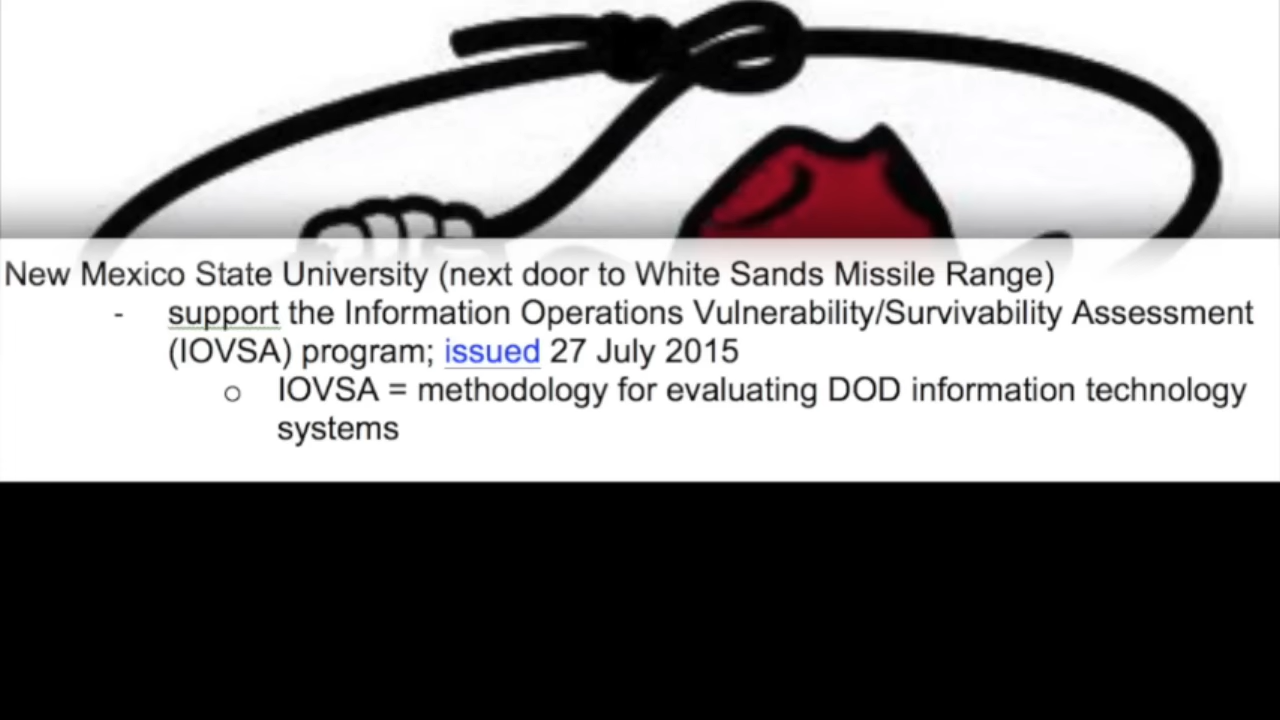 New Mexico State University (next door to White Sands Missile Range)
- support the Information Operations Vulnerability/Survivability Assessment
(IOVSA) program; issued 27 July 2015
o IOVSA = methodology for evaluating DOD information technology
systems